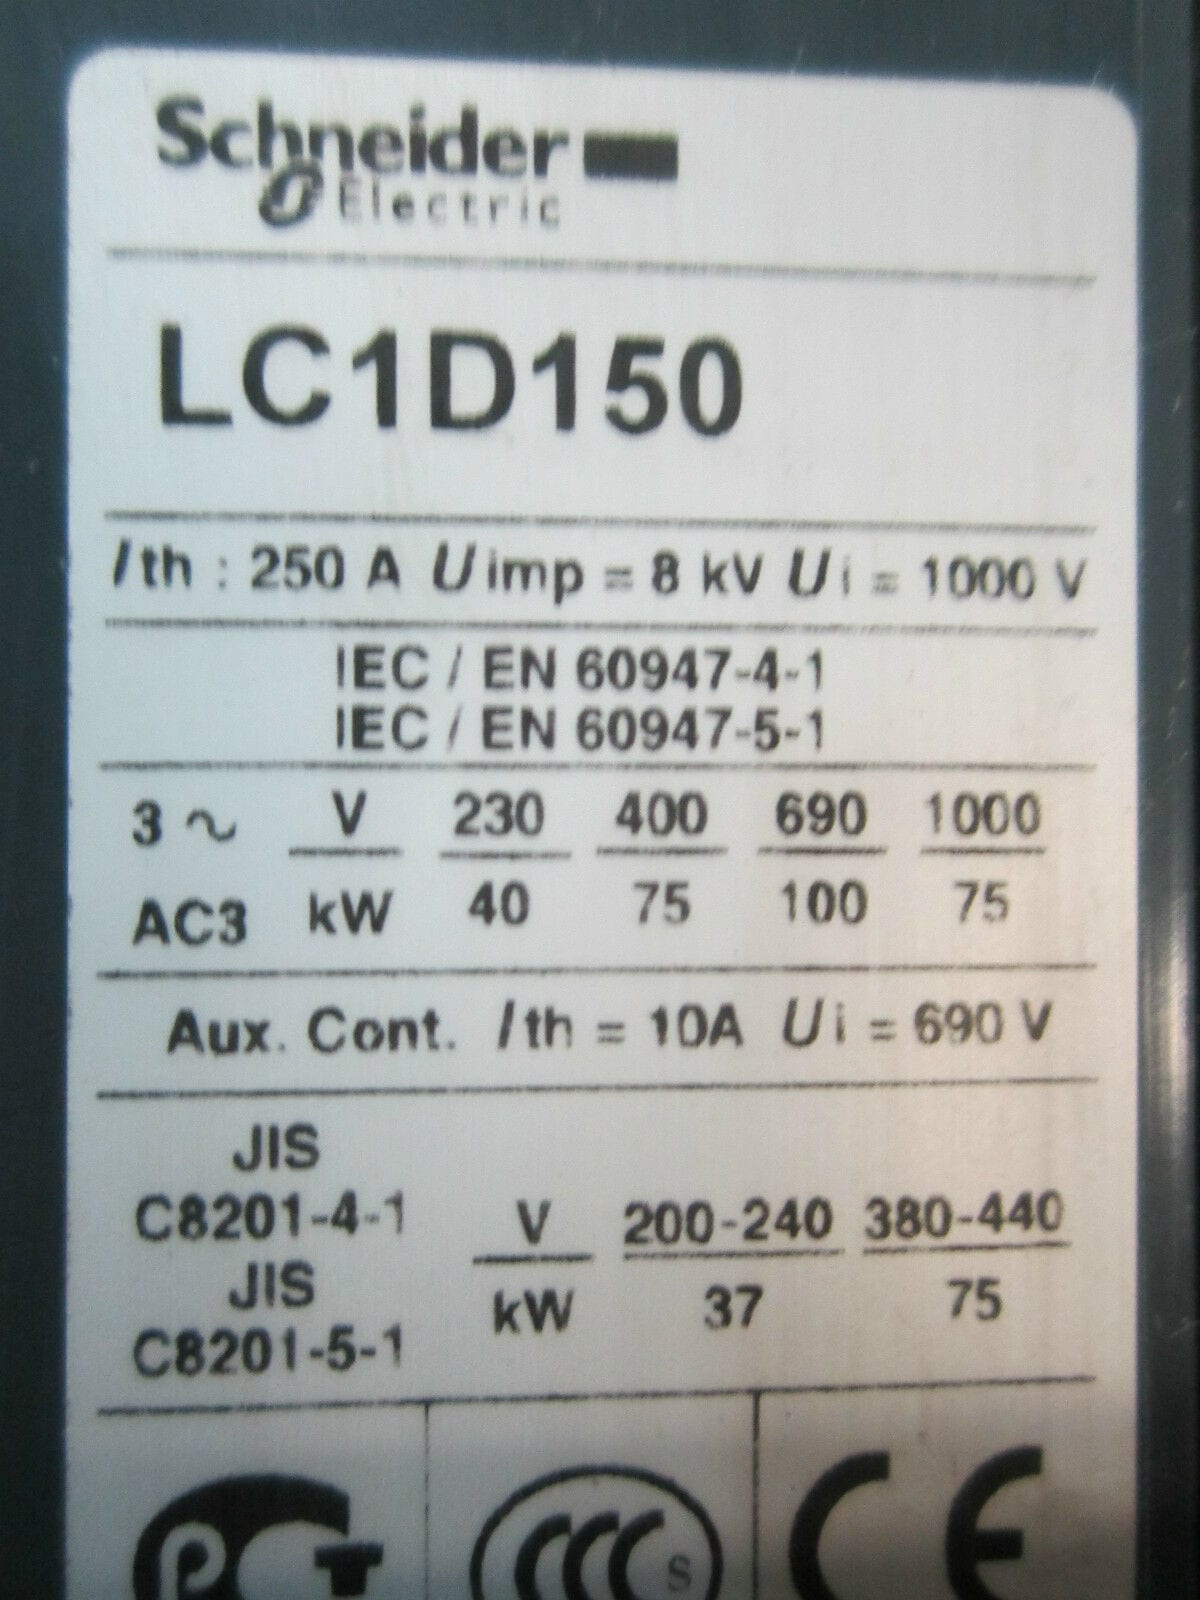 Schneider
Electric
LC1D150
Ith : 250 A Uimp = 8 kV Ui = 1000 V
IEC / EN 60947-4-1
IEC / EN 60947-5-1
3 ~ V 230 400 690 1000
AC3 kW 40 75 100 75
Aux. Cont. Ith = 10A Ui = 690 V
JIS
C8201-4-1 V 200-240 380-440
JIS
kW 37 75
C8201-5-1
PCT CCC S CE